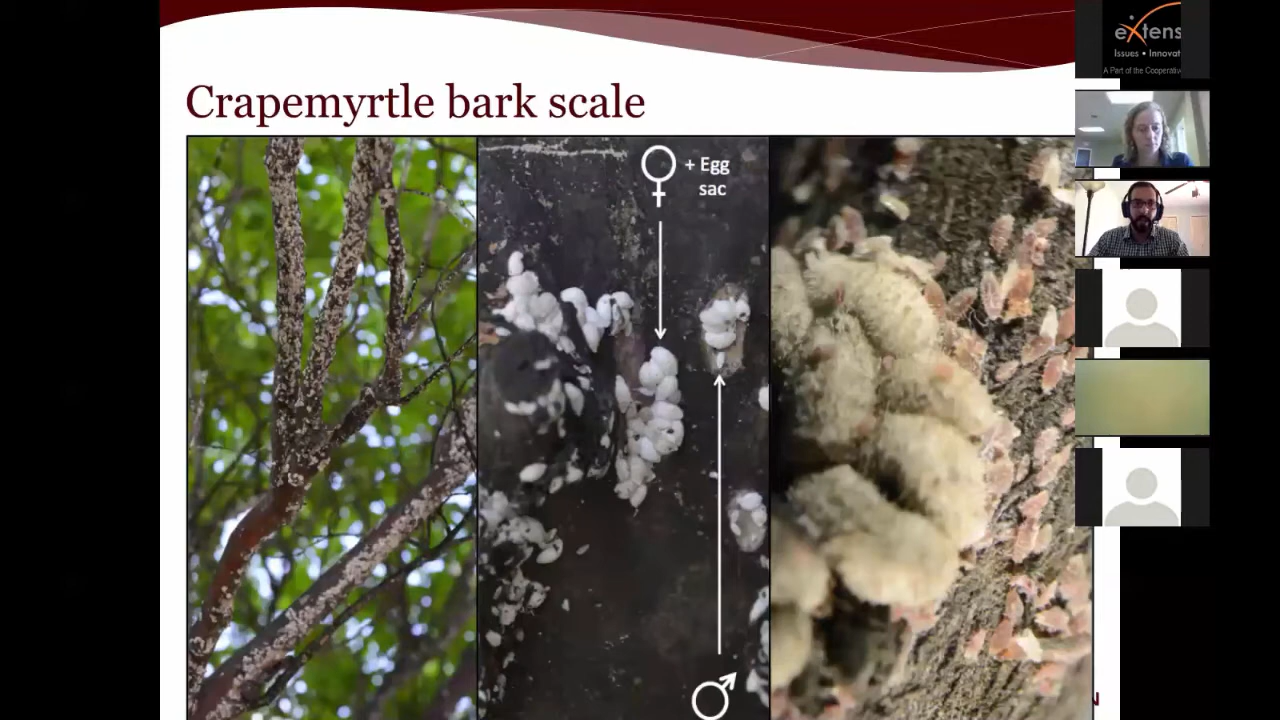 Crapemyrtle bark scale
+ Egg
sac
eXtens
Issues • Innovat
A Part of the Cooperativ
N